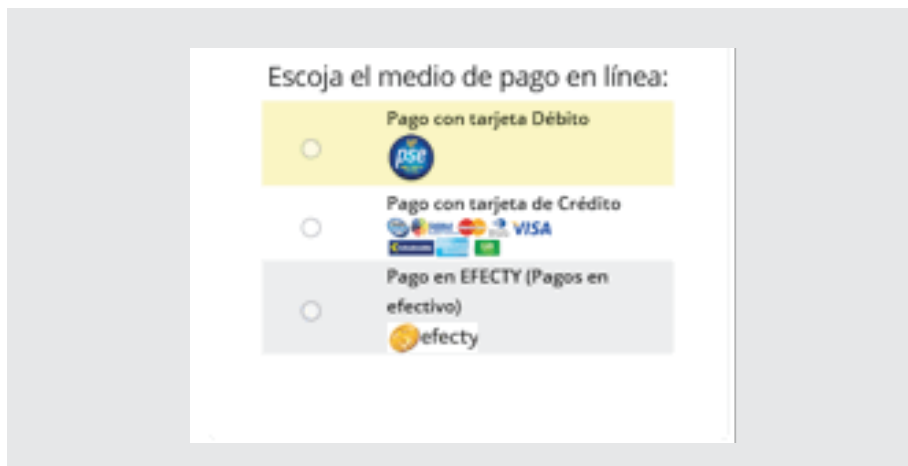 Escoja el medio de pago en línea:
Pago con tarjeta Débito
pse
Pago con tarjeta de Crédito
VISA
Pago en EFECTY (Pagos en
efectivo)
efecty